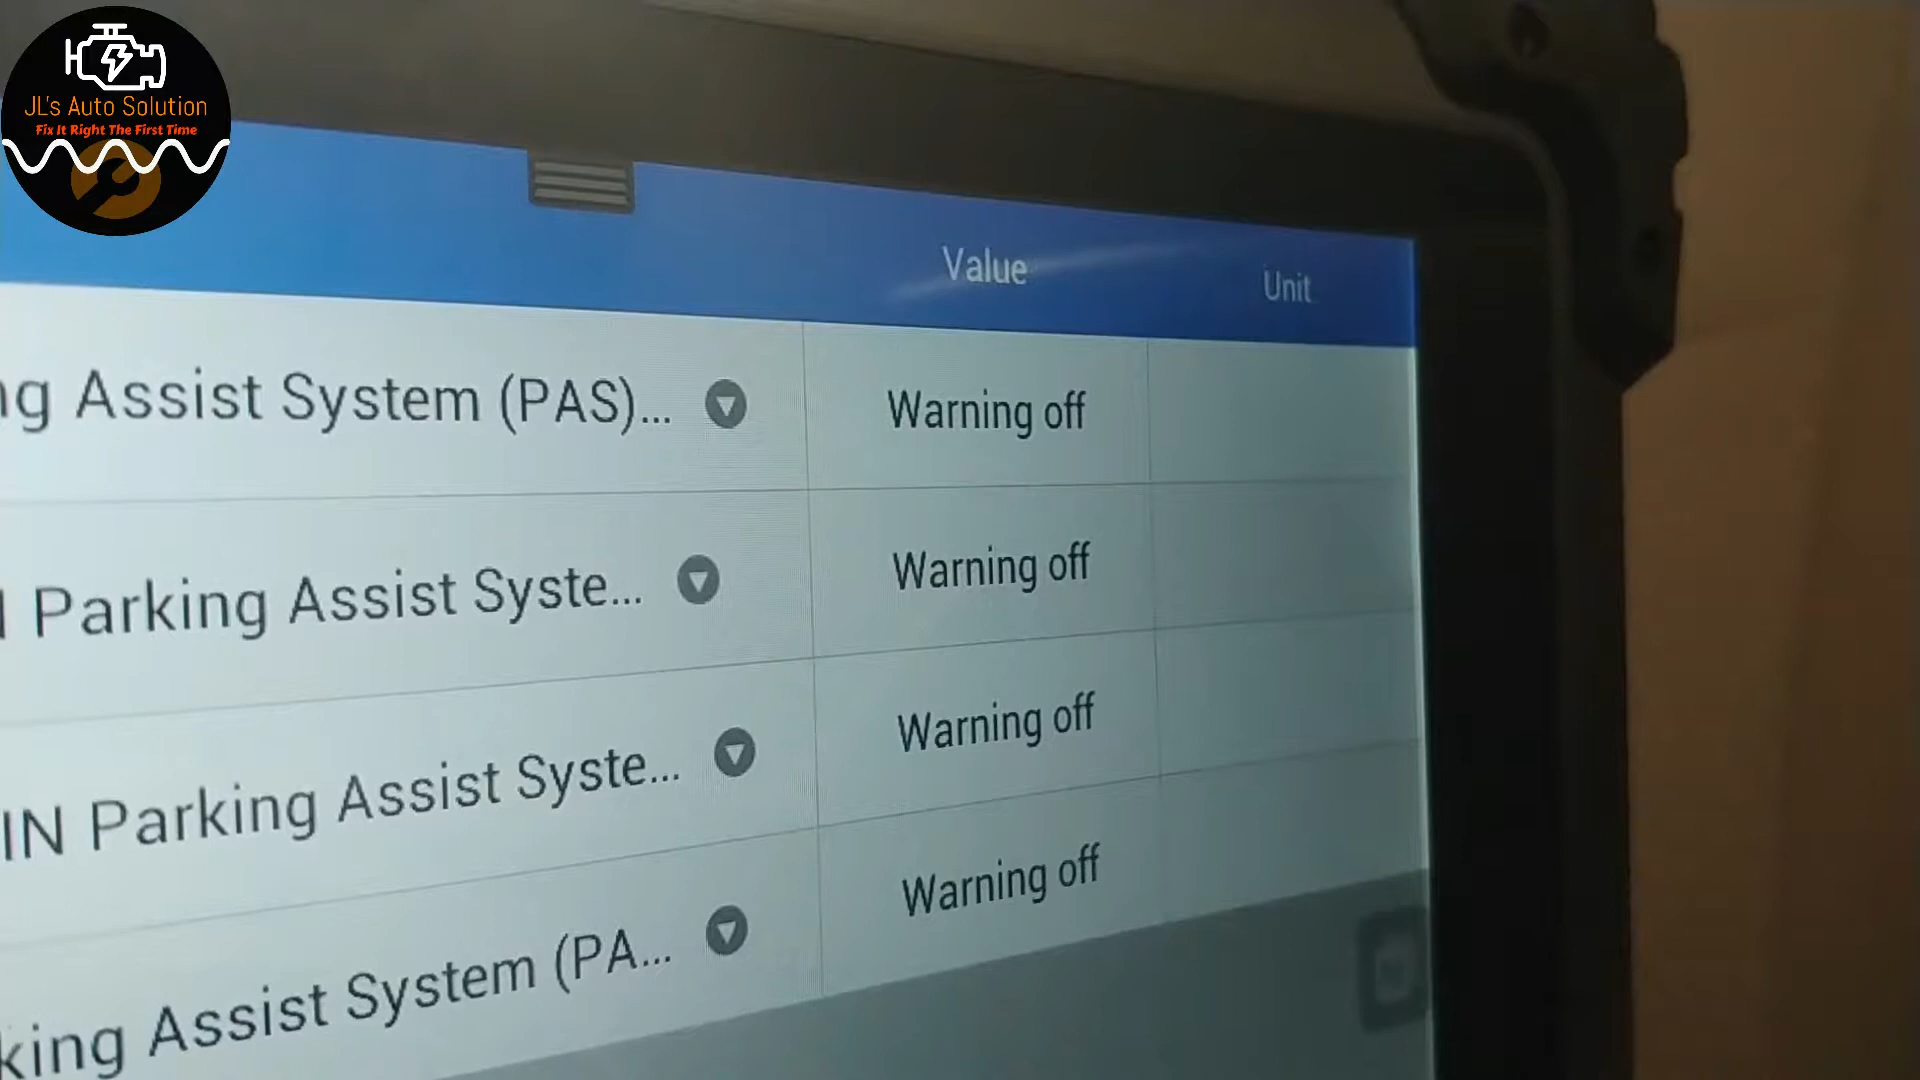 JL's Auto Solution
Fix It Right The First Time
Value Unit
ng Assist System (PAS)... Warning off
Parking Assist Syste... Warning off
IN Parking Assist Syste... Warning off
king Assist System (PA... Warning off